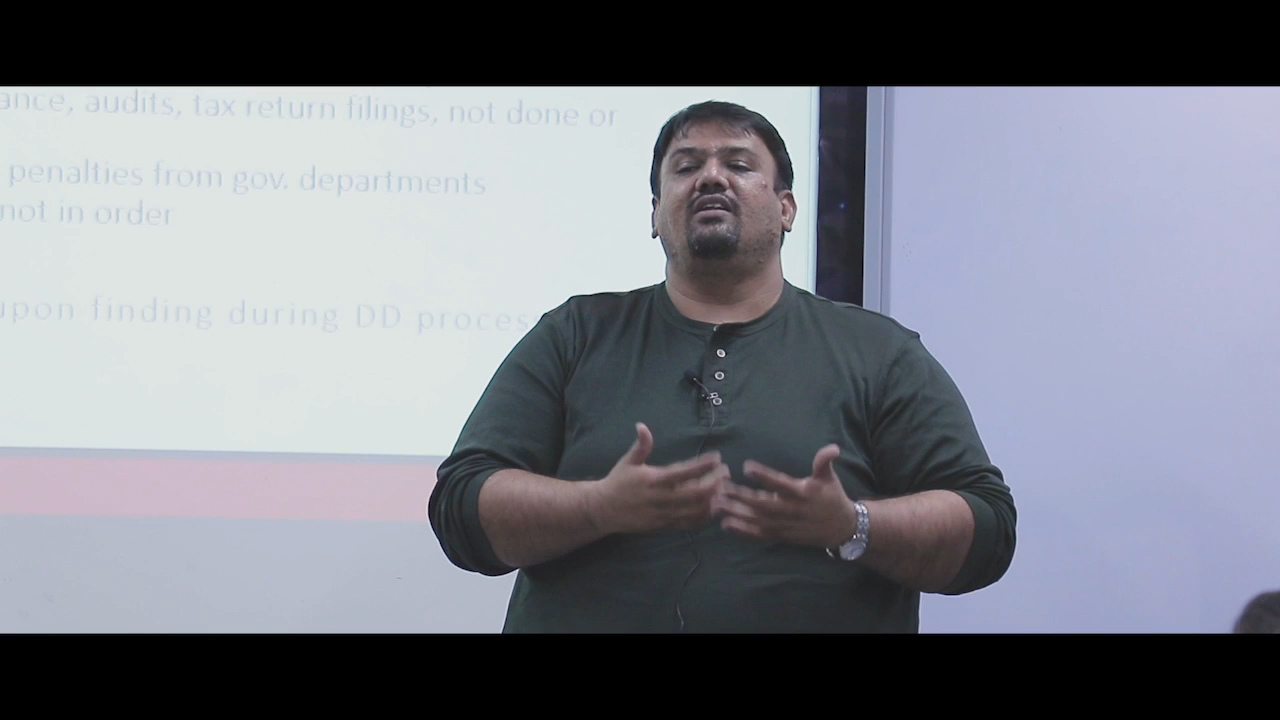 ance, audits, tax return filings, not done or
penalties from gov. departments
not in order
upon finding during DD proces